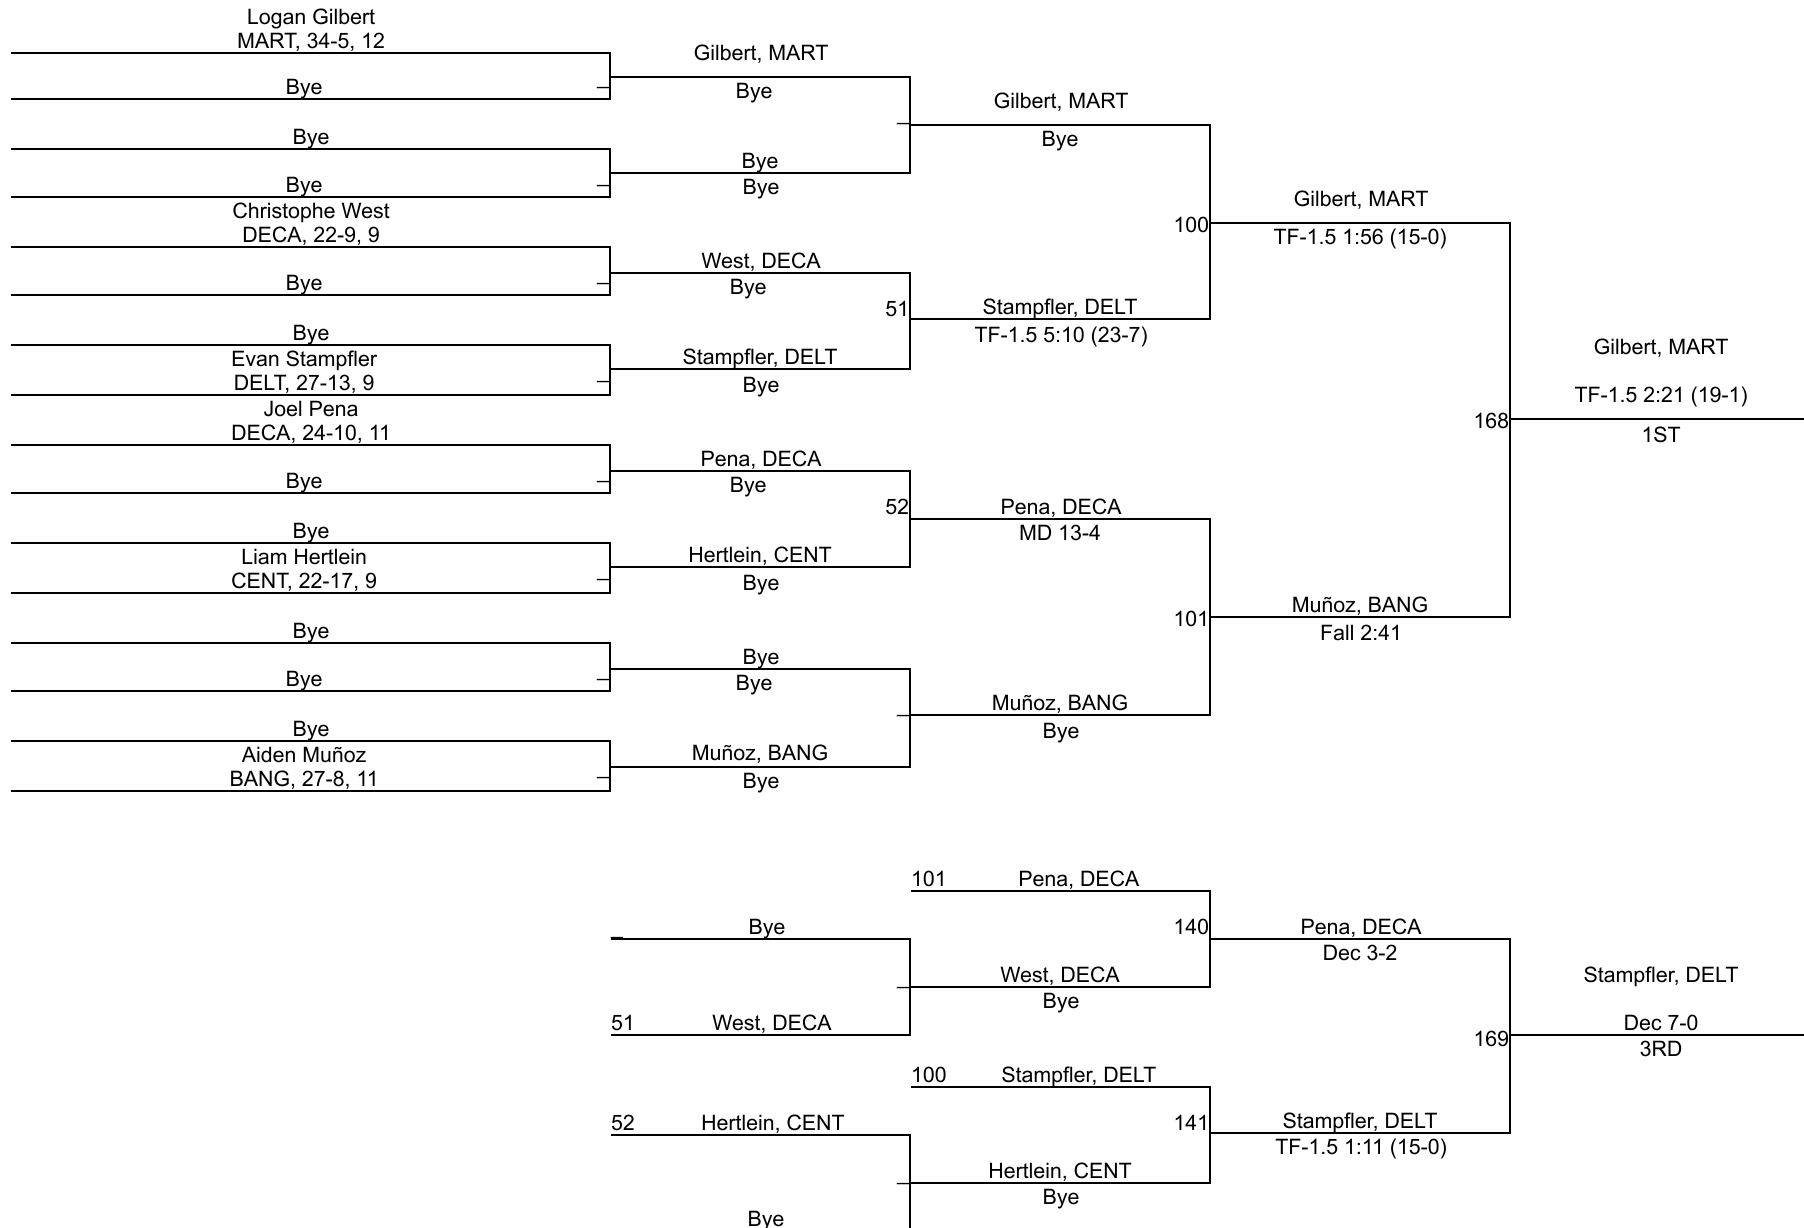 Logan Gilbert
MART, 34-5, 12
Bye
Bye
Bye
Christophe West
DECA, 22-9, 9
Bye
Bye
Evan Stampfler
DELT, 27-13, 9
Joel Pena
DECA, 24-10, 11
Bye
Bye
Liam Hertlein
CENT, 22-17, 9
Bye
Bye
Bye
Aiden Muñoz
BANG, 27-8, 11
Gilbert, MART
Bye
Bye
Bye
West, DECA
Bye
Stampfler, DELT
Bye
Pena, DECA
Bye
Hertlein, CENT
Bye
Bye
Bye
Muñoz, BANG
Bye
Gilbert, MART
Bye
51
Stampfler, DELT
TF-1.5 5:10 (23-7)
52
Pena, DECA
MD 13-4
Muñoz, BANG
Bye
100
Gilbert, MART
TF-1.5 1:56 (15-0)
101
Muñoz, BANG
Fall 2:41
168
Gilbert, MART
TF-1.5 2:21 (19-1)
1ST
Bye
51 West, DECA
52 Hertlein, CENT
Bye
101 Pena, DECA
West, DECA
Bye
100 Stampfler, DELT
Hertlein, CENT
Bye
140
Pena, DECA
Dec 3-2
141
Stampfler, DELT
TF-1.5 1:11 (15-0)
169
Stampfler, DELT
Dec 7-0
3RD